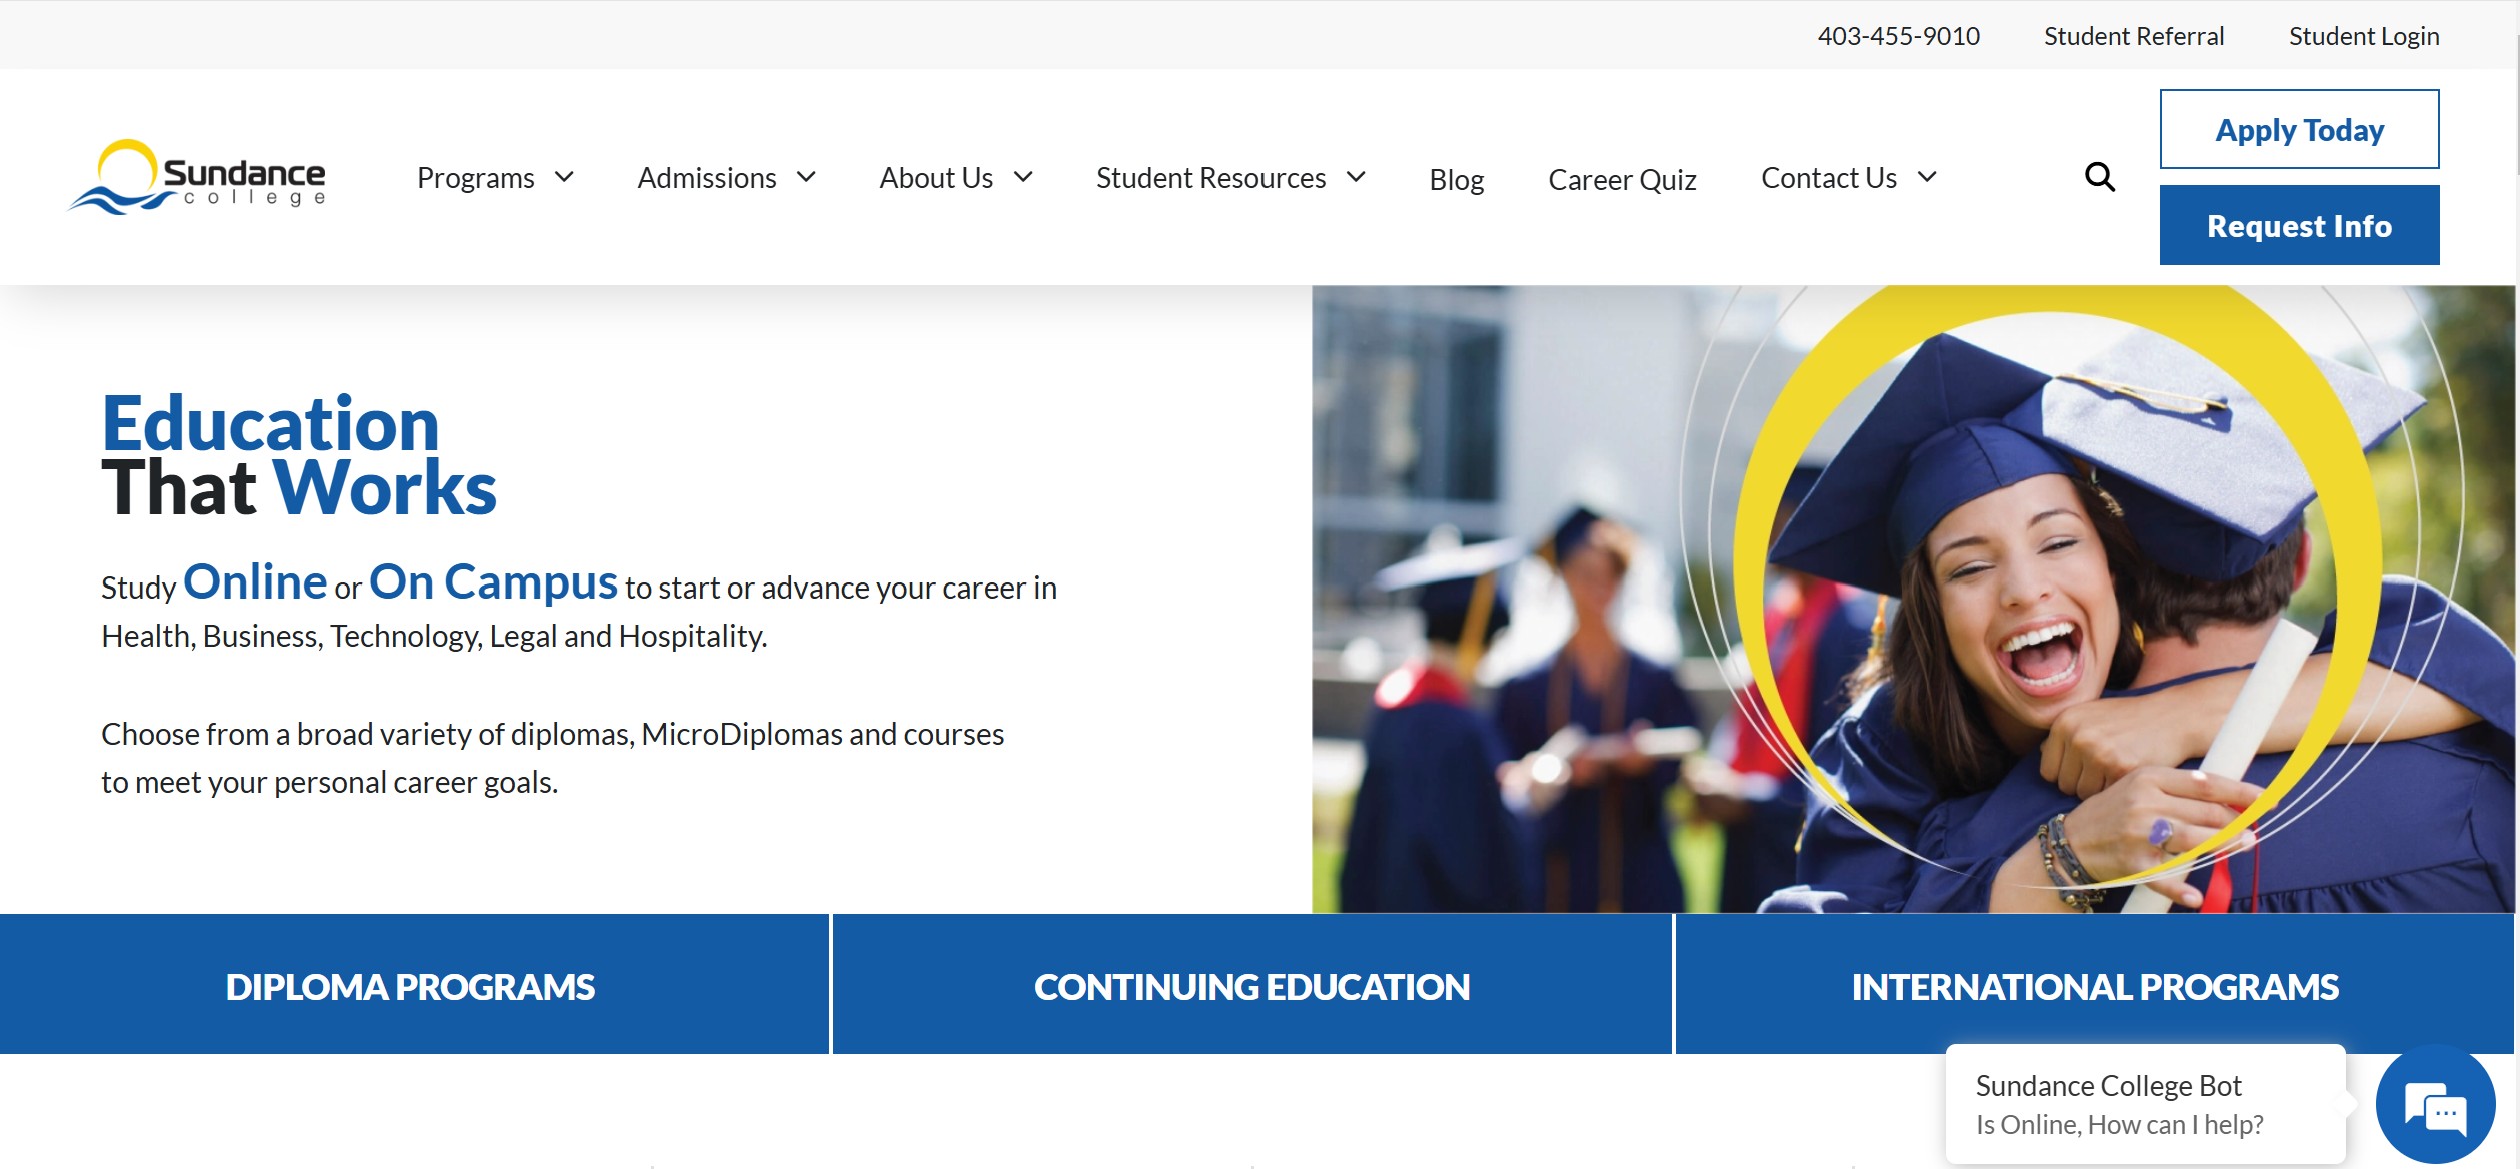 403-455-9010 Student Referral Student Login
Sundance
college
Programs Admissions About Us Student Resources Blog Career Quiz Contact Us
Apply Today
Request Info
Education
That Works
Study Online or On Campus to start or advance your career in
Health, Business, Technology, Legal and Hospitality.
Choose from a broad variety of diplomas, MicroDiplomas and courses
to meet your personal career goals.
DIPLOMA PROGRAMS CONTINUING EDUCATION INTERNATIONAL PROGRAMS
Sundance College Bot
Is Online, How can I help?